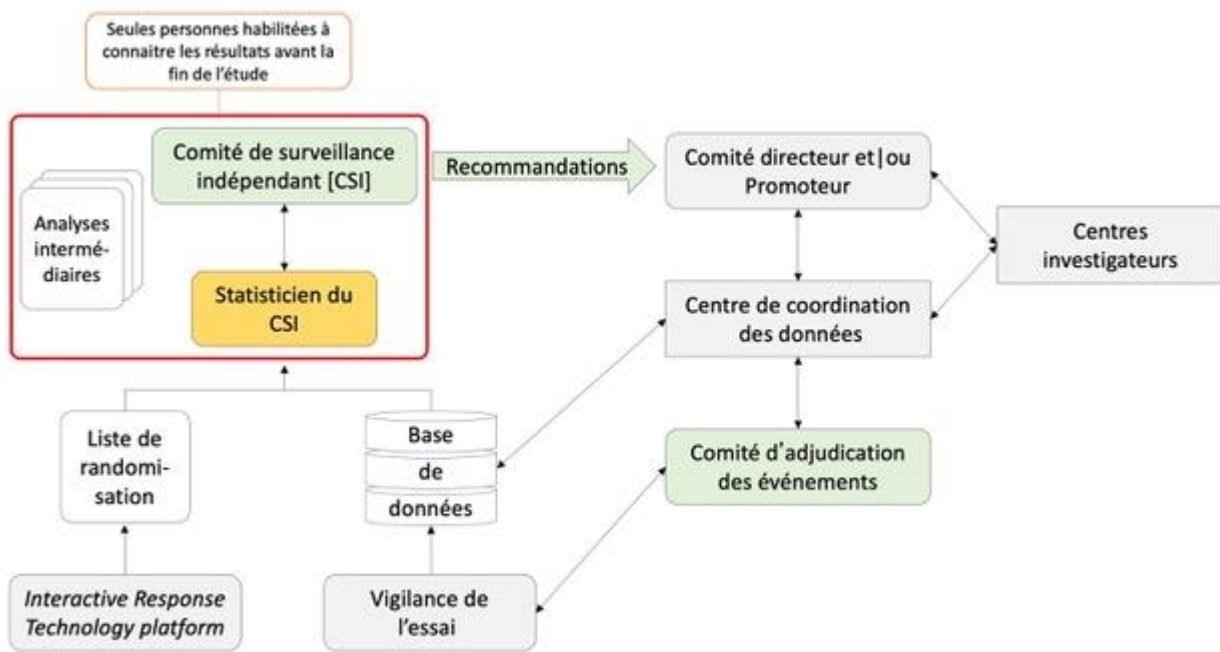 Seules personnes habilitées à
connaitre les résultats avant la
fin de l'étude
Comité de surveillance
indépendant [CSI]
Analyses
intermé-
diaires
Statisticien du
CSI
Recommandations
Comité directeur et|ou
Promoteur
Centres
investigateurs
Centre de coordination
des données
Liste de
randomi-
sation
Base
de
données
Comité d'adjudication
des événements
Interactive Response
Technology platform
Vigilance de
l'essai